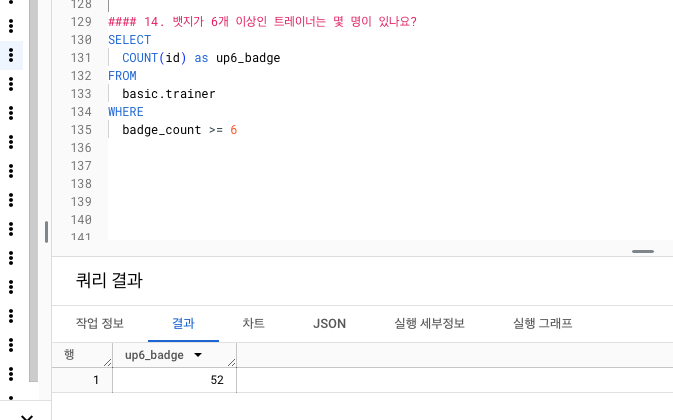 128
129 #### 14. 뱃지가 6개 이상인 트레이너는 몇 명이 있나요?
130 SELECT
131 COUNT(id) as up6_badge
132 FROM
133 basic.trainer
134 WHERE
135 badge_count >= 6
136
137
138
139
140
141
쿼리 결과
작업 정보 결과 차트 JSON 실행 세부정보 실행 그래프
행 up6_badge
1 52